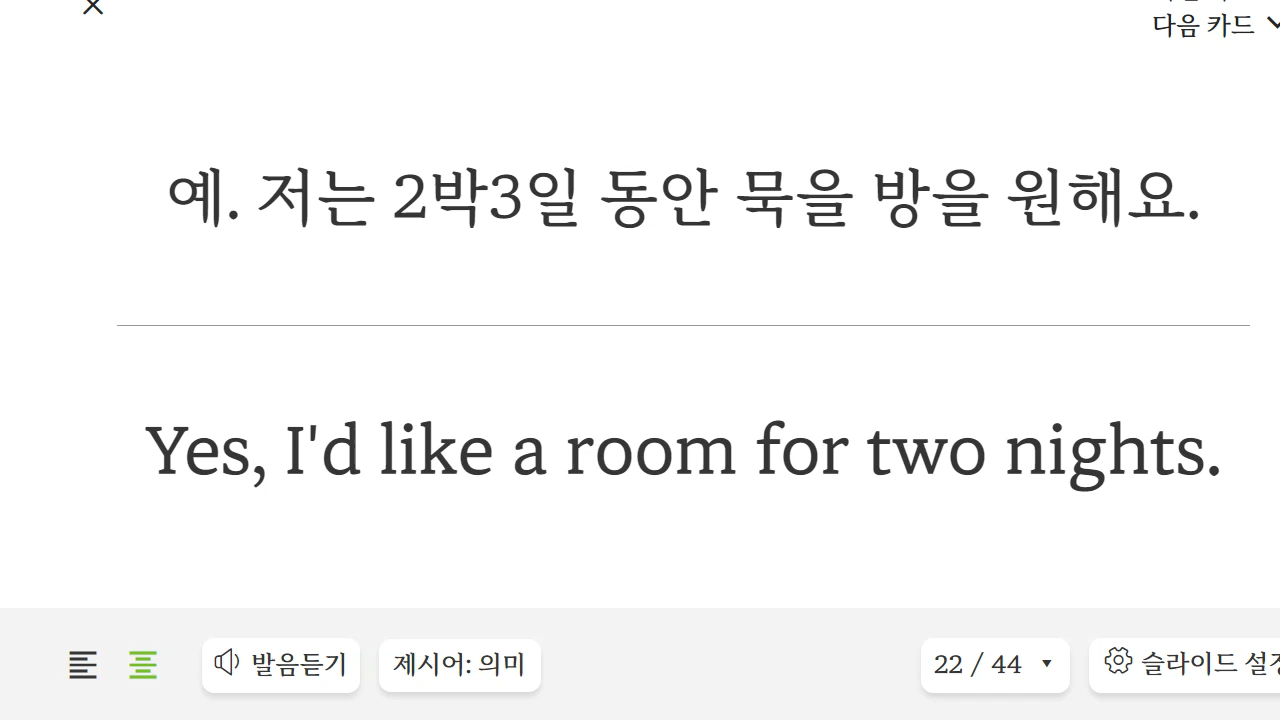 다음 카드
예. 저는 2박3일 동안 묵을 방을 원해요.
Yes, I'd like a room for two nights.
발음듣기
제시어: 의미
22 / 44
슬라이드 설정